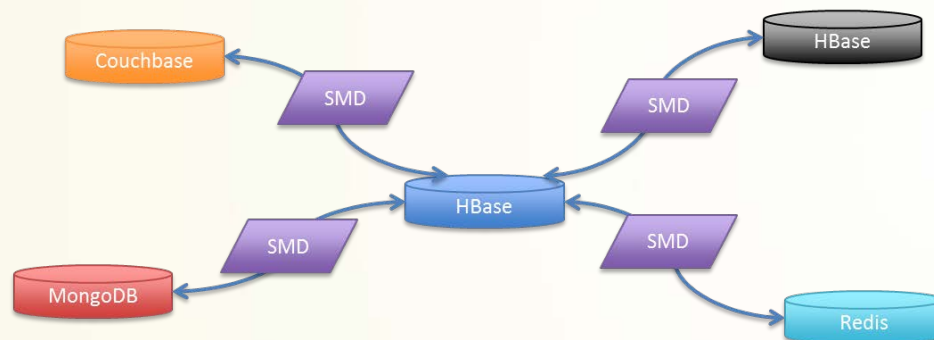 Couchbase
HBase
SMD
SMD
HBase
SMD
SMD
MongoDB
Redis